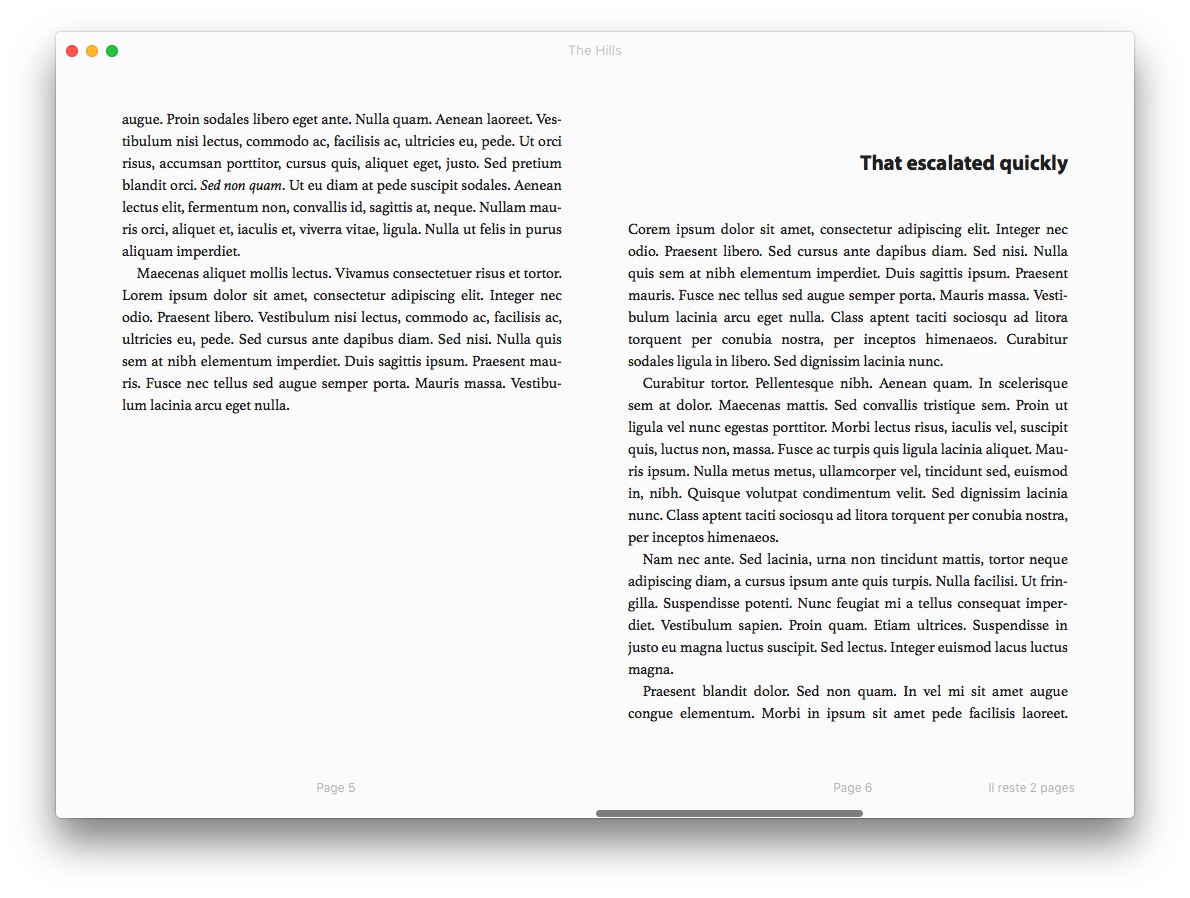 The Hills
augue. Proin sodales libero eget ante. Nulla quam. Aenean laoreet. Ves-
tibulum nisi lectus, commodo ac, facilisis ac, ultricies eu, pede. Ut orci
risus, accumsan porttitor, cursus quis, aliquet eget, justo. Sed pretium
blandit orci. Sed non quam. Ut eu diam at pede suscipit sodales. Aenean
lectus elit, fermentum non, convallis id, sagittis at, neque. Nullam mau-
ris orci, aliquet et, iaculis et, viverra vitae, ligula. Nulla ut felis in purus
aliquam imperdiet.
Maecenas aliquet mollis lectus. Vivamus consectetuer risus et tortor.
Lorem ipsum dolor sit amet, consectetur adipiscing elit. Integer nec
odio. Praesent libero. Vestibulum nisi lectus, commodo ac, facilisis ac,
ultricies eu, pede. Sed cursus ante dapibus diam. Sed nisi. Nulla quis
sem at nibh elementum imperdiet. Duis sagittis ipsum. Praesent mau-
ris. Fusce nec tellus sed augue semper porta. Mauris massa. Vestibu-
lum lacinia arcu eget nulla.
Page 5
That escalated quickly
Corem ipsum dolor sit amet, consectetur adipiscing elit. Integer nec
odio. Praesent libero. Sed cursus ante dapibus diam. Sed nisi. Nulla
quis sem at nibh elementum imperdiet. Duis sagittis ipsum. Praesent
mauris. Fusce nec tellus sed augue semper porta. Mauris massa. Vesti-
bulum lacinia arcu eget nulla. Class aptent taciti sociosqu ad litora
torquent per conubia nostra, per inceptos himenaeos. Curabitur
sodales ligula in libero. Sed dignissim lacinia nunc.
Curabitur tortor. Pellentesque nibh. Aenean quam. In scelerisque
sem at dolor. Maecenas mattis. Sed convallis tristique sem. Proin ut
ligula vel nunc egestas porttitor. Morbi lectus risus, iaculis vel, suscipit
quis, luctus non, massa. Fusce ac turpis quis ligula lacinia aliquet. Mau-
ris ipsum. Nulla metus metus, ullamcorper vel, tincidunt sed, euismod
in, nibh. Quisque volutpat condimentum velit. Sed dignissim lacinia
nunc. Class aptent taciti sociosqu ad litora torquent per conubia nostra,
per inceptos himenaeos.
Nam nec ante. Sed lacinia, urna non tincidunt mattis, tortor neque
adipiscing diam, a cursus ipsum ante quis turpis. Nulla facilisi. Ut frin-
gilla. Suspendisse potenti. Nunc feugiat mi a tellus consequat imper-
diet. Vestibulum sapien. Proin quam. Etiam ultrices. Suspendisse in
justo eu magna luctus suscipit. Sed lectus. Integer euismod lacus luctus
magna.
Praesent blandit dolor. Sed non quam. In vel mi sit amet augue
congue elementum. Morbi in ipsum sit amet pede facilisis laoreet.
Page 6
Il reste 2 pages